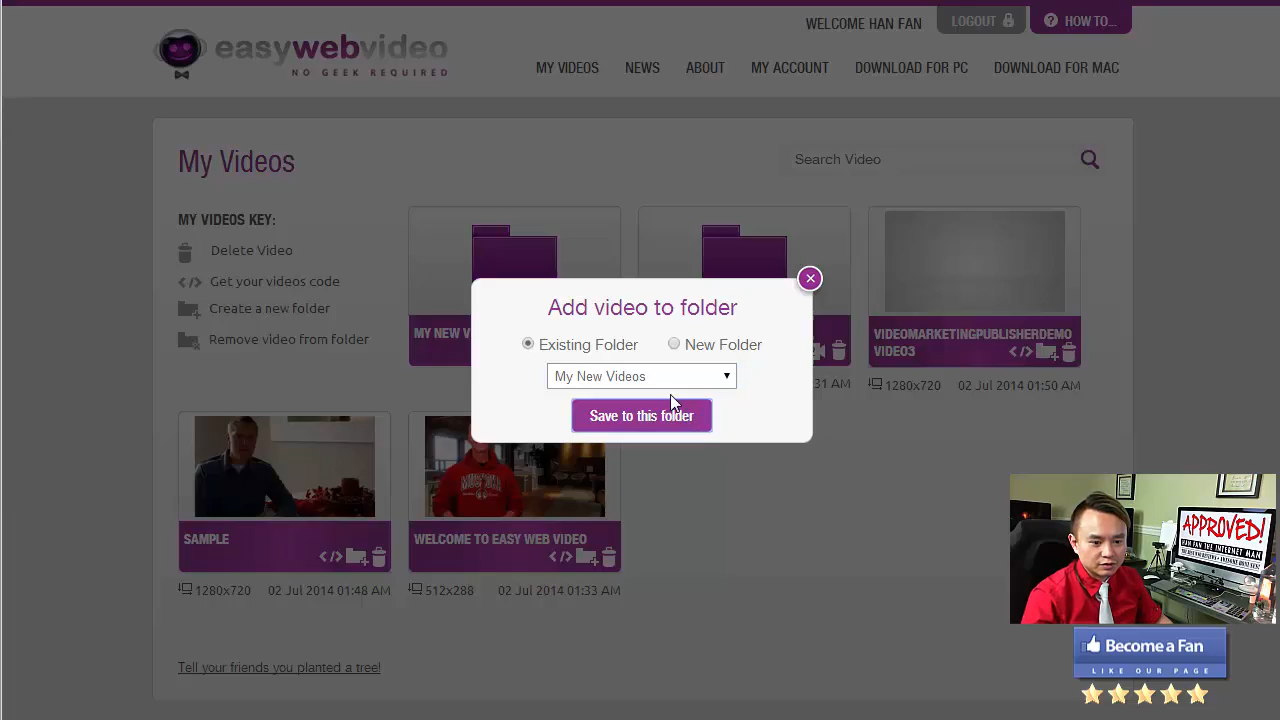 WELCOME HAN FAN
LOGOUT
HOW TO...
easywebvideo
NO GEEK REQUIRED
MY VIDEOS
NEWS
ABOUT
MY ACCOUNT
DOWNLOAD FOR PC
DOWNLOAD FOR MAC
My Videos
Search Video
MY VIDEOS KEY:
Delete Video
Get your videos code
Create a new folder
Remove video from folder
MY NEW V
31 AM
VIDEOMARKETINGPUBLISHERDEMO
VIDEO3
1280x720 02 Jul 2014 01:50 AM
Add video to folder
Existing Folder New Folder
My New Videos
Save to this folder
SAMPLE
1280x720 02 Jul 2014 01:48 AM
WELCOME TO EASY WEB VIDEO
512x288 02 Jul 2014 01:33 AM
Tell your friends you planted a tree!
APPROVED!
HAN FAN THE INTERNET MAN
Become a Fan
LIKE OUR PAGE